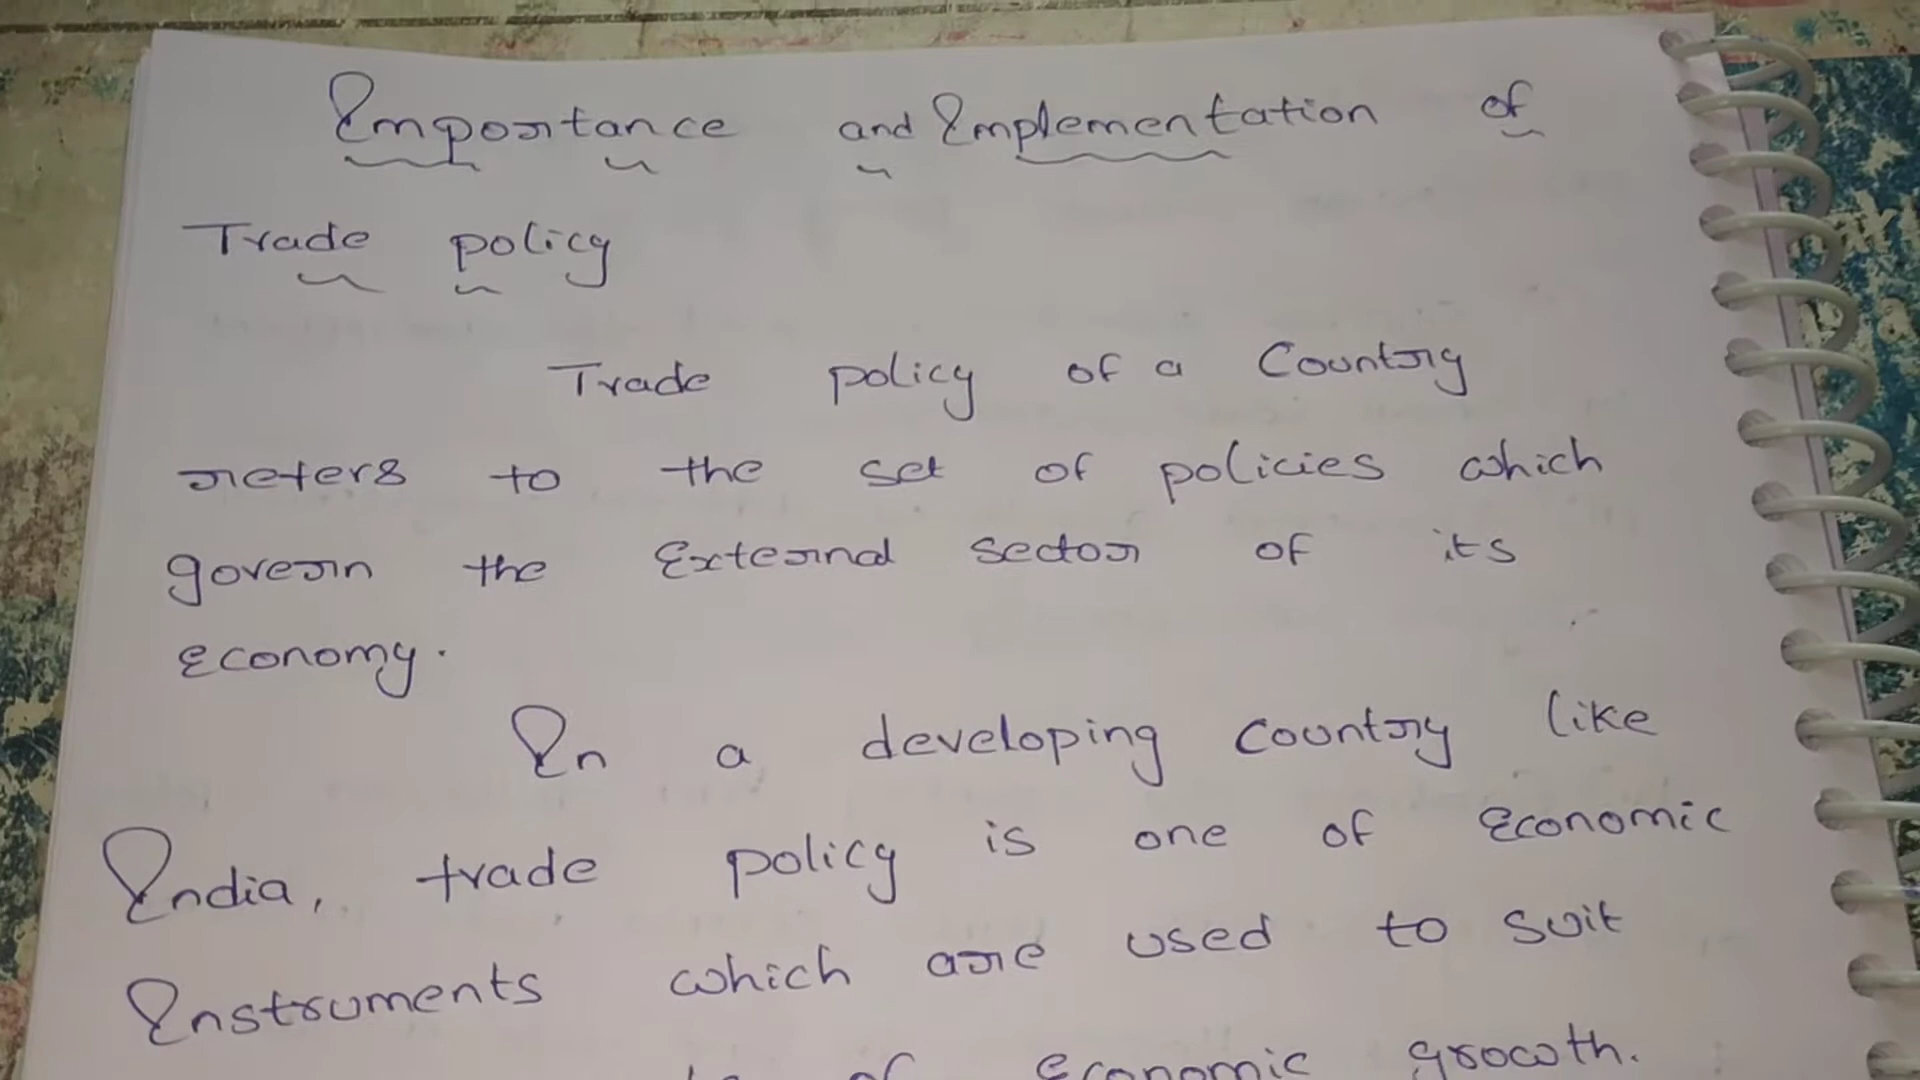 Importance and Implementation of
Trade policy
Trade policy of a Country
refers to the set of policies which
govern the External sector of its
economy.
In a developing country like
India, trade policy is one of Economic
Instruments which are used to suit
of economic growth.